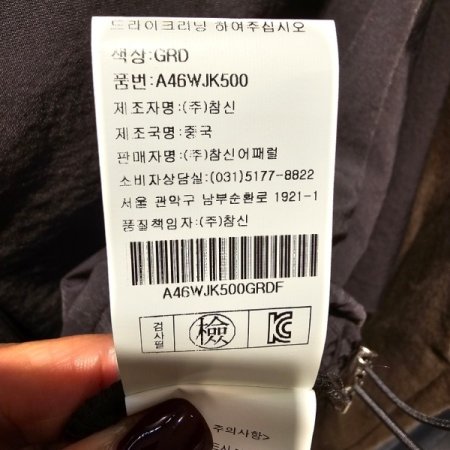 드라이크리닝 하여주십시오
색상:GRD
품번:A46WJK500
제조자명:(주)참신
제조국명:중국
판매자명:(주)참신어패럴
소비자상담실:(031)5177-8822
서울 관악구 남부순환로 1921-1
품질책임자:(주)참신
A46WJK500GRDF
검사필 檢 KC
주의사항>